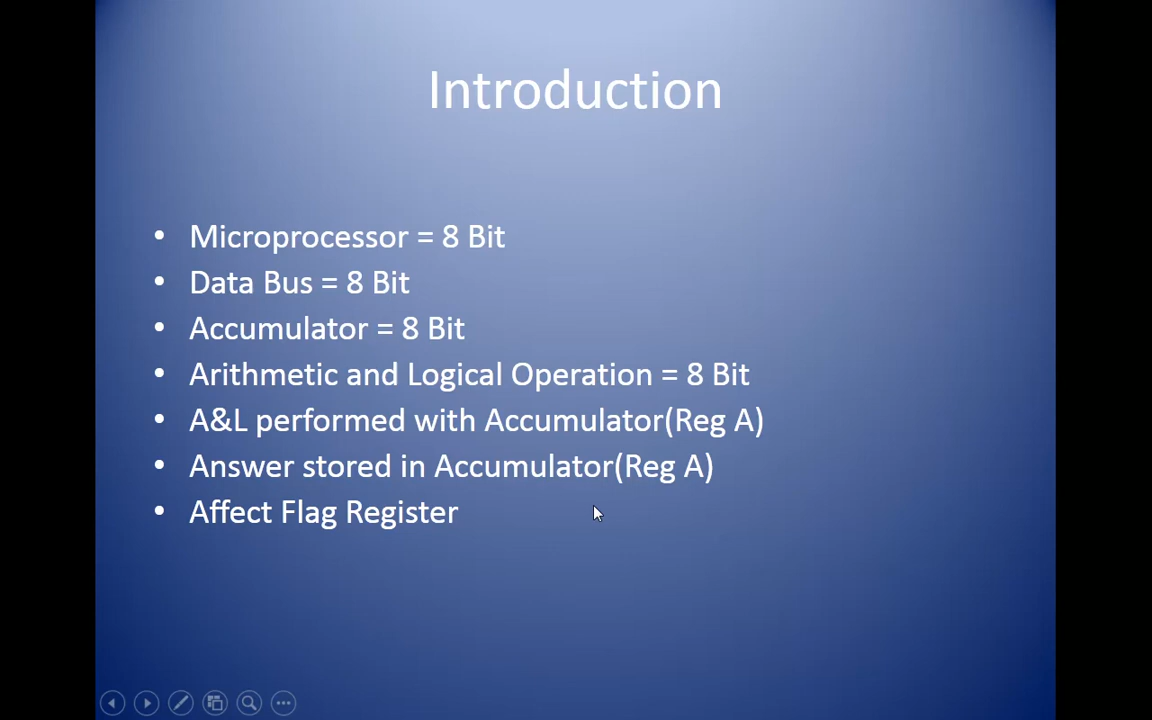 Introduction
• Microprocessor = 8 Bit
• Data Bus = 8 Bit
• Accumulator = 8 Bit
• Arithmetic and Logical Operation = 8 Bit
• A&L performed with Accumulator(Reg A)
• Answer stored in Accumulator(Reg A)
• Affect Flag Register